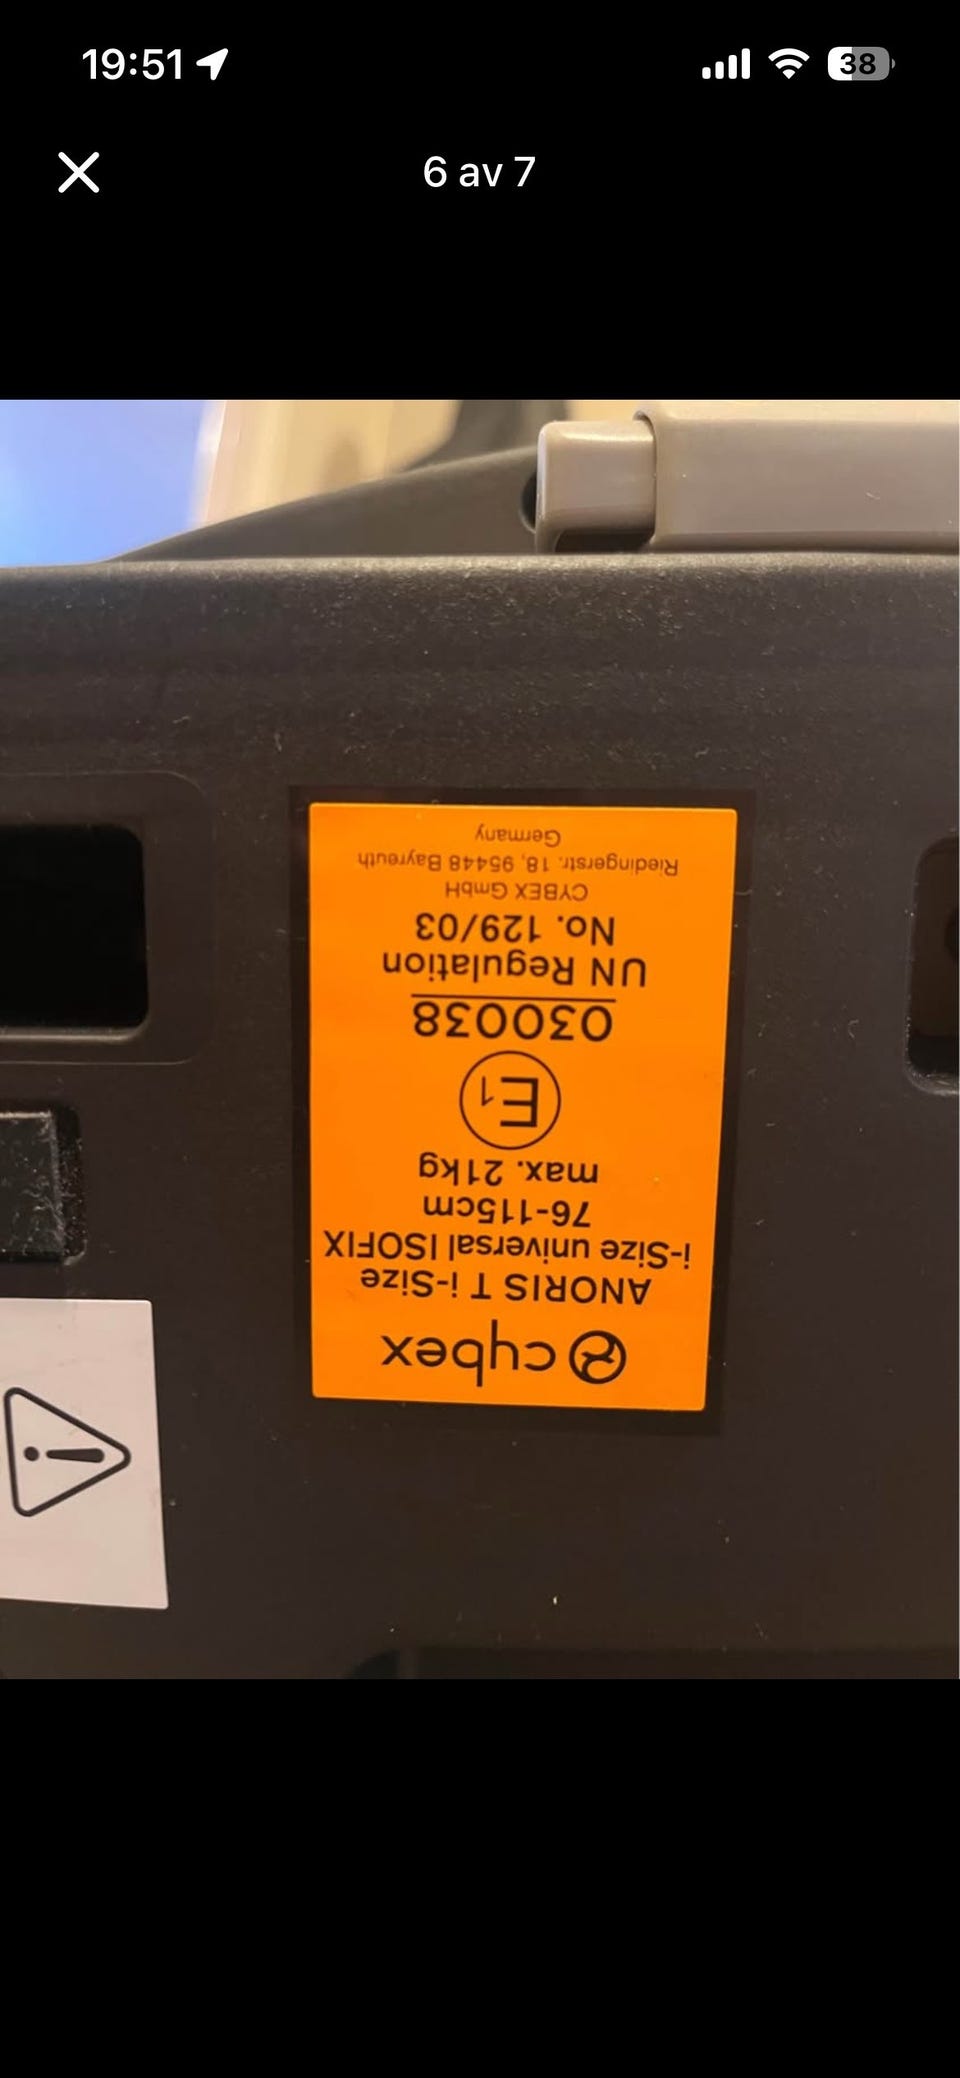 19:51
38
6 av 7
cybex
ANORIS T i-Size
i-Size universal ISOFIX
76-115cm
max. 21kg
E1
030038
UN Regulation
No. 129/03
CYBEX GmbH
Riedingerstr. 18, 95448 Bayreuth
Germany